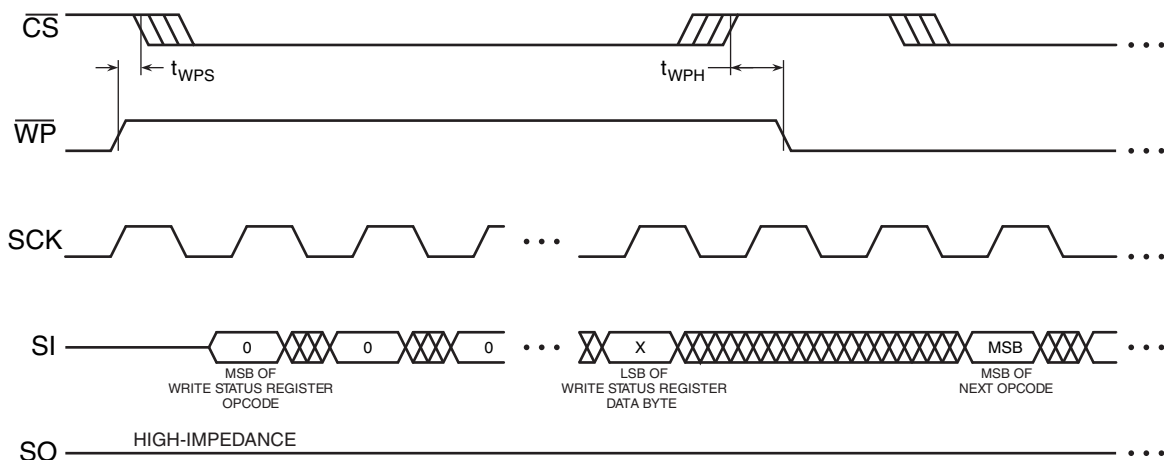 CS
tWPS
tWPH
• • •
WP
• • •
SCK
• • •
• • •
SI
0
0
0
• • •
X
MSB
• • •
MSB OF
WRITE STATUS REGISTER
OPCODE
LSB OF
WRITE STATUS REGISTER
DATA BYTE
MSB OF
NEXT OPCODE
SO
HIGH-IMPEDANCE
• • •